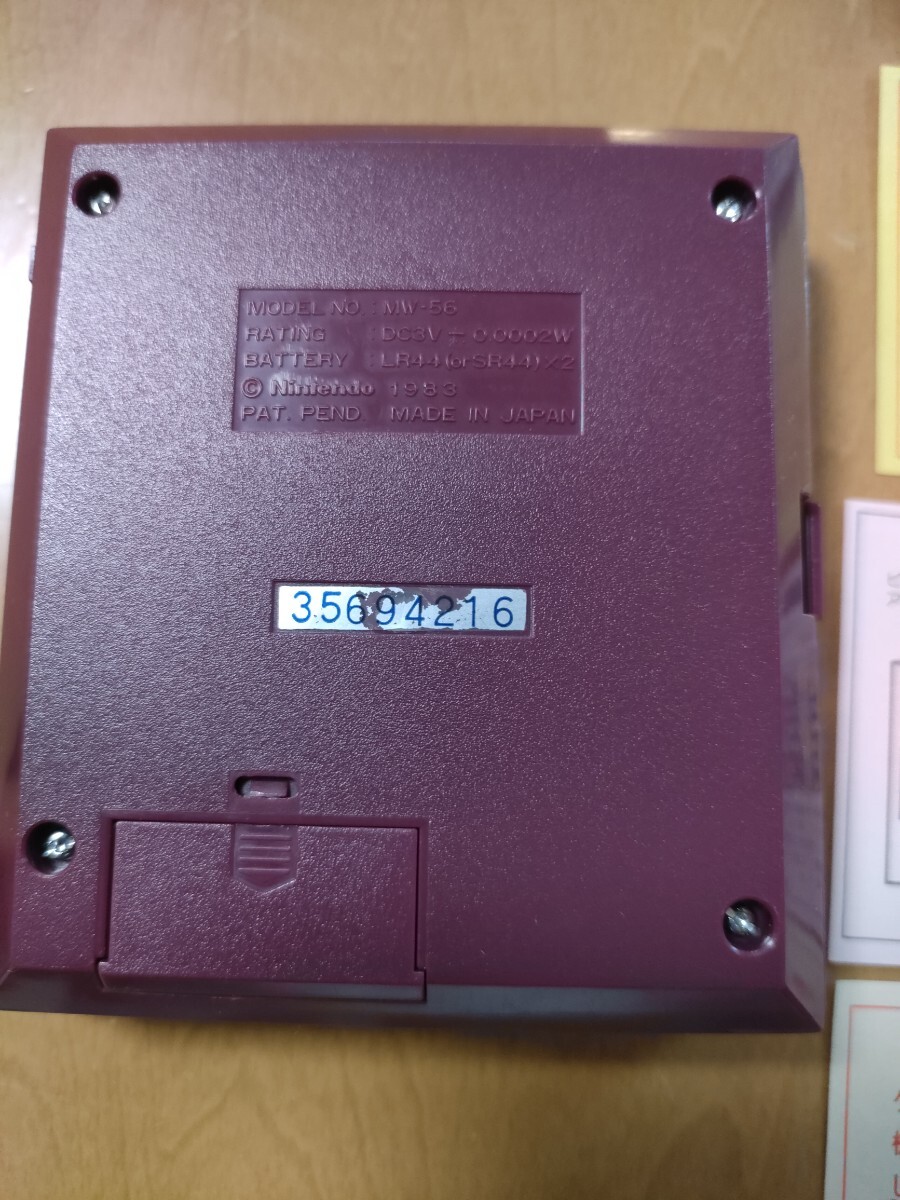 MODEL NO. : MW-56
RATING : DC3V ⎓ 0.0002W
BATTERY : LR44 (or SR44) X2
© Nintendo 1983
PAT. PEND. MADE IN JAPAN
35694216